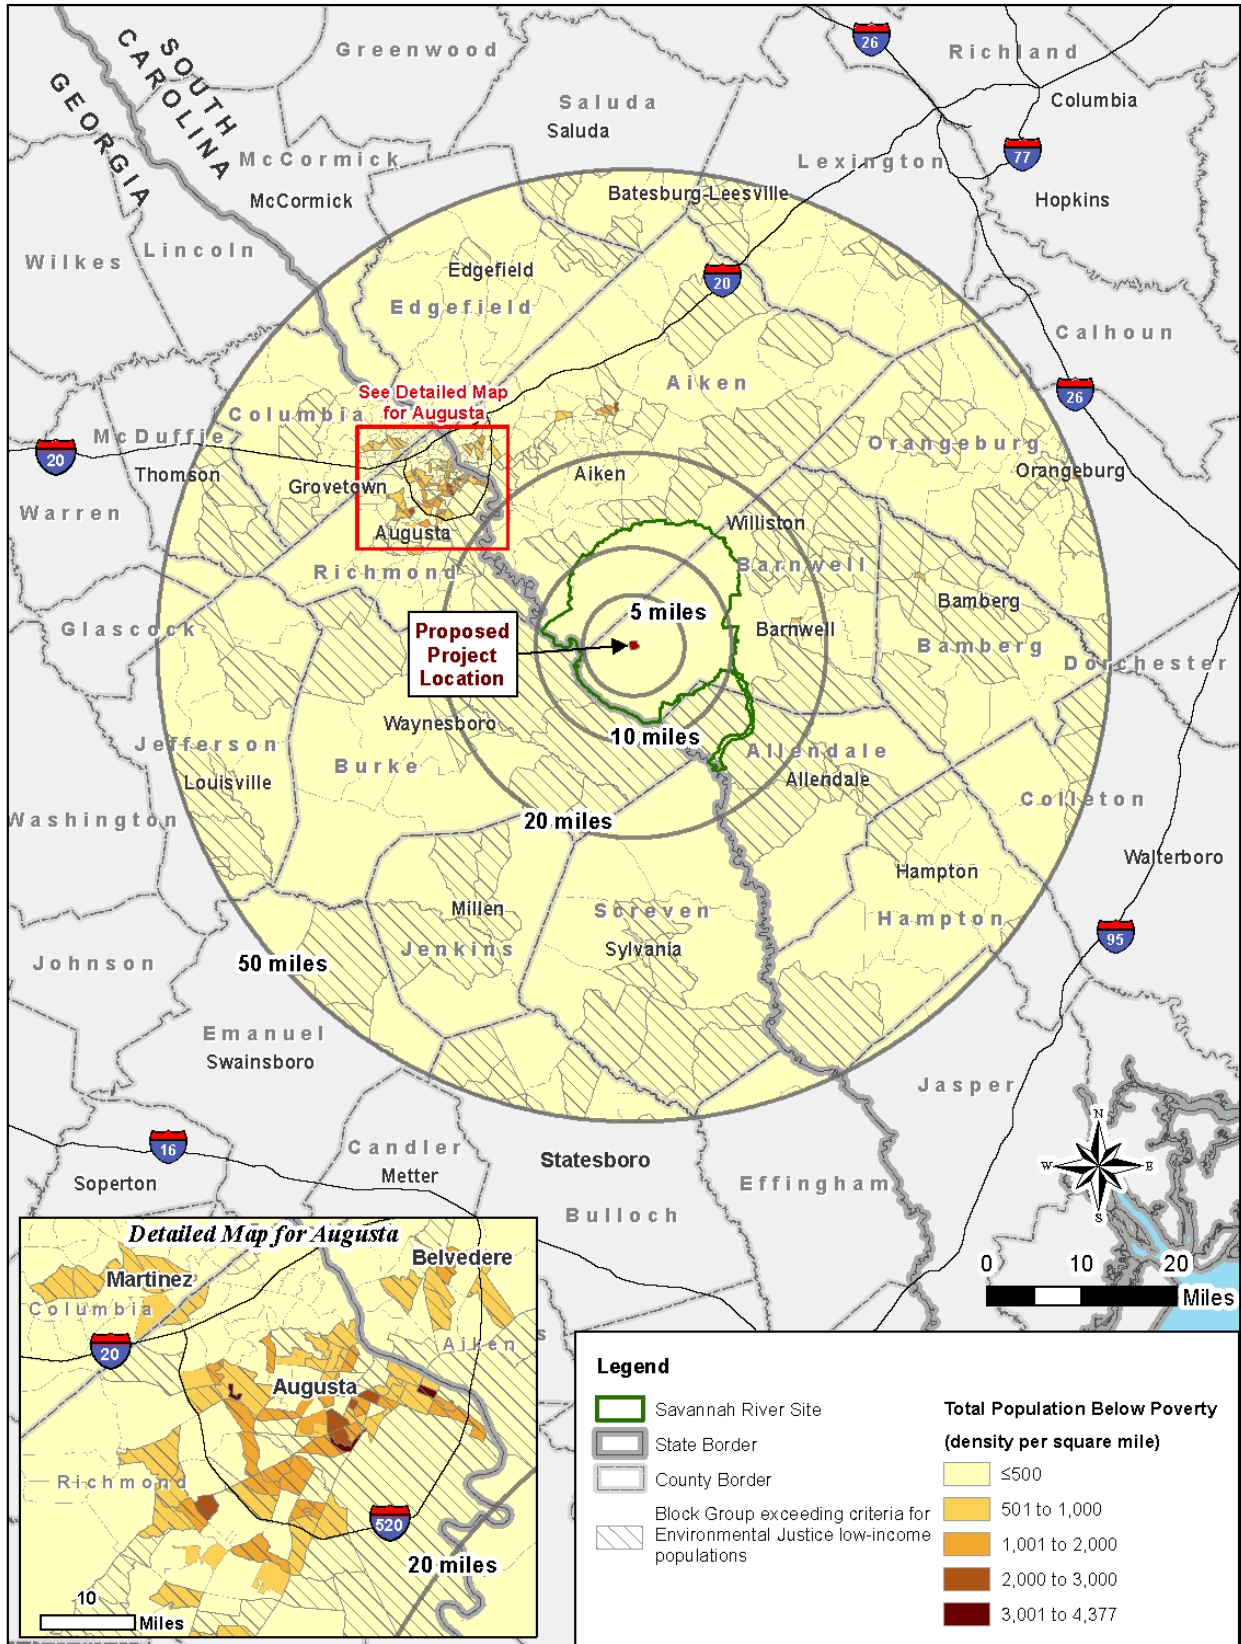 Greenwood
26
Richland
SOUTH
CAROLINA
GEORGIA
Saluda
Saluda
Columbia
McCormick
McCormick
Lexington
77
Batesburg-Leesville
Hopkins
Wilkes
Lincoln
Edgefield
Edgefield
20
Calhoun
See Detailed Map
for Augusta
Aiken
26
Columbia
McDuffie
20
Thomson
Grovetown
Aiken
Orangeburg
Orangeburg
Warren
Augusta
Williston
Richmond
Barnwell
Glascock
5 miles
Barnwell
Bamberg
Bamberg
Dorchester
Proposed
Project
Location
Waynesboro
10 miles
Jefferson
Louisville
Burke
Allendale
Allendale
Washington
20 miles
Colleton
Walterboro
Hampton
Hampton
Millen
Screven
Jenkins
Sylvania
95
Johnson
50 miles
Emanuel
Swainsboro
Jasper
16
Candler
Metter
Soperton
Statesboro
Effingham
Bulloch
N
W
E
S
0 10 20
Miles
Detailed Map for Augusta
Belvedere
Martinez
Columbia
Aiken
s
20
Augusta
Richmond
520
20 miles
10
Miles
Legend
Savannah River Site
State Border
County Border
Block Group exceeding criteria for
Environmental Justice low-income
populations
Total Population Below Poverty
(density per square mile)
≤500
501 to 1,000
1,001 to 2,000
2,000 to 3,000
3,001 to 4,377